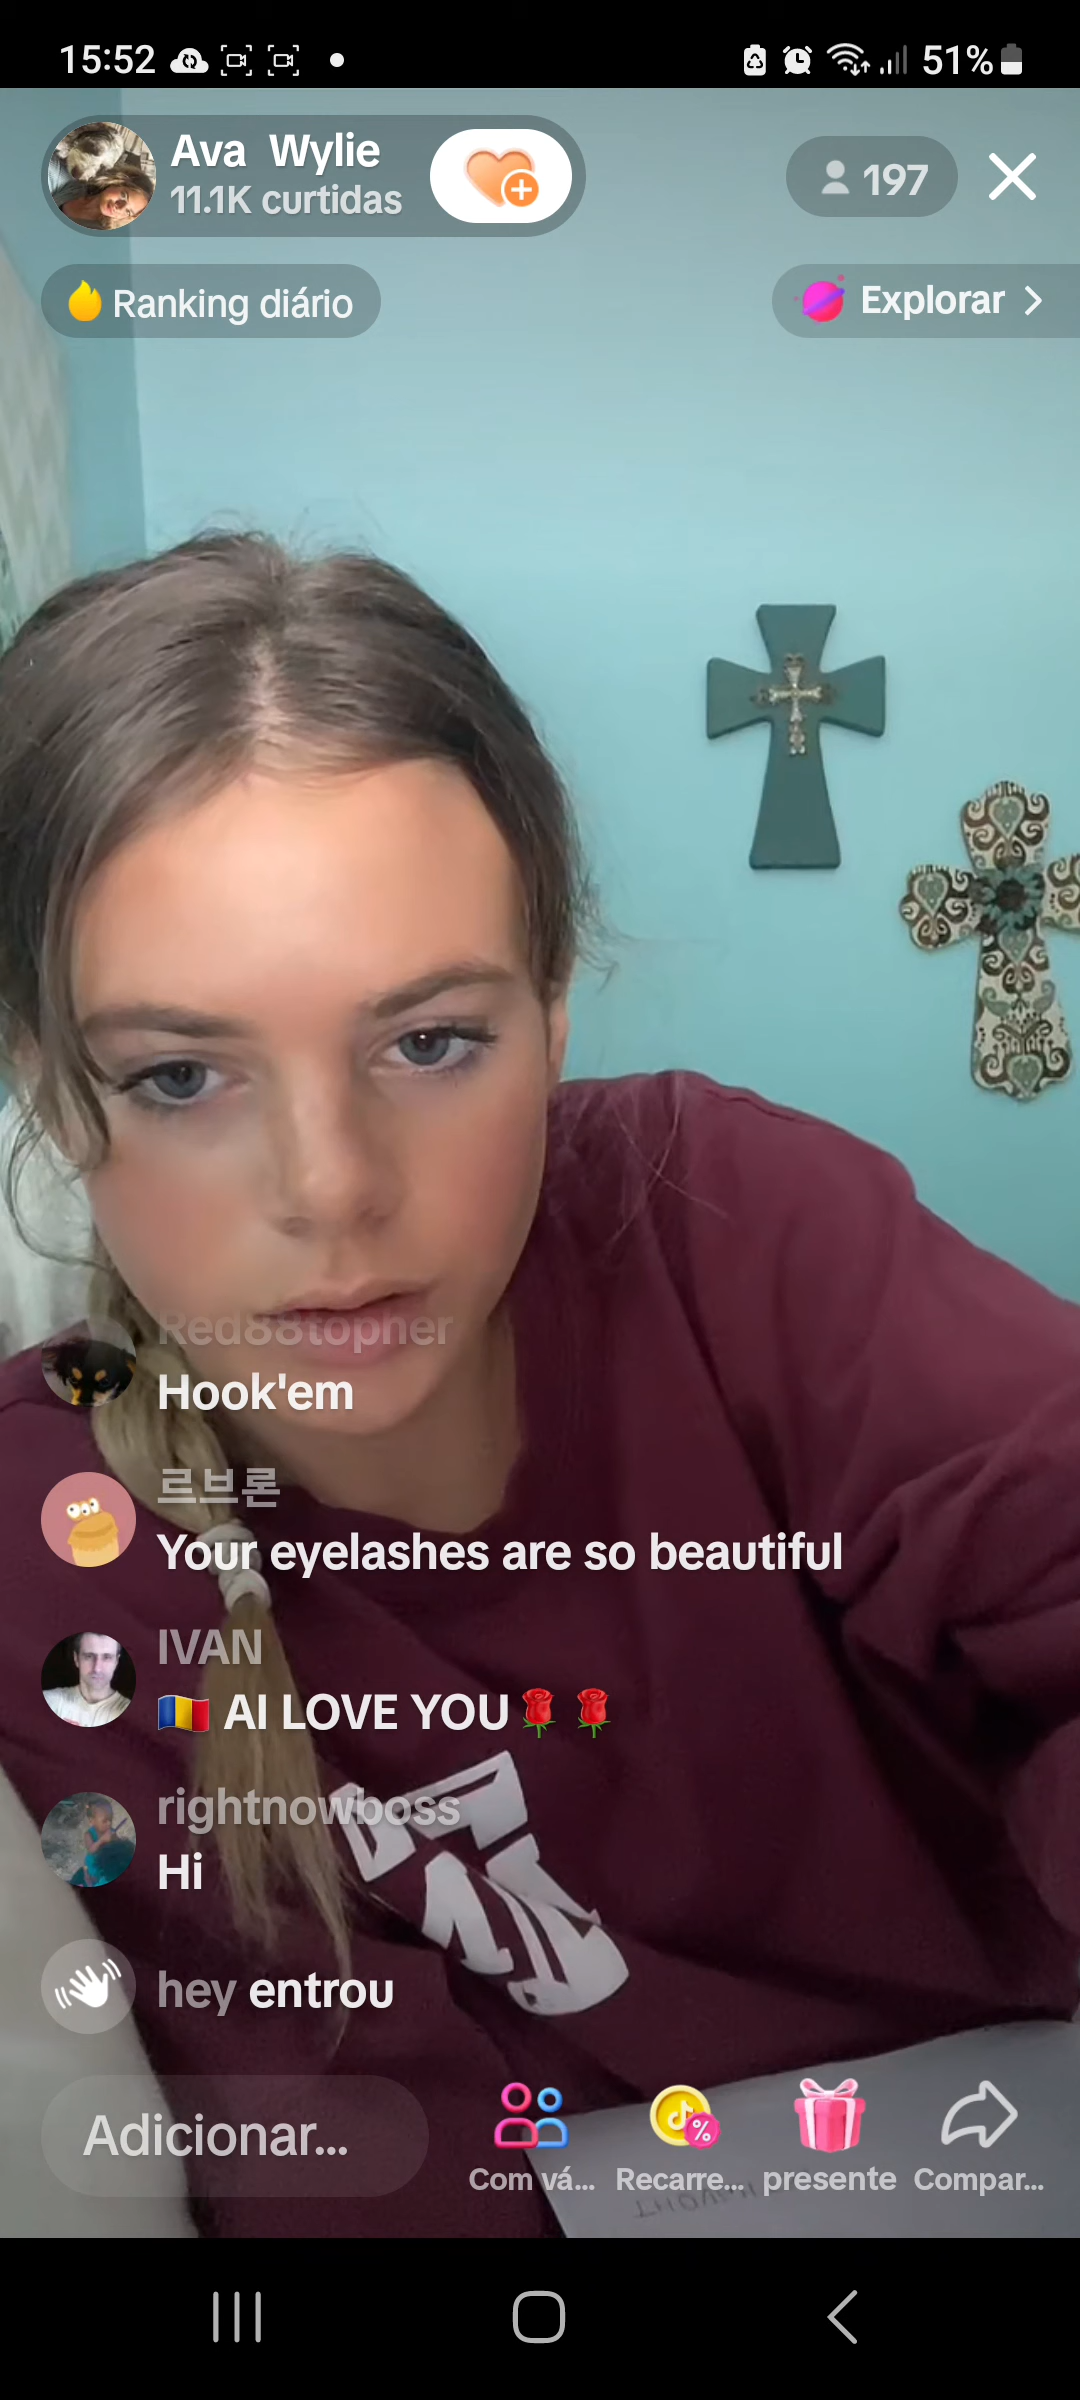 15:52
51%
Ava Wylie
11.1K curtidas
197
Ranking diário
Explorar
Red88topher
Hook'em
르브론
Your eyelashes are so beautiful
IVAN
🇷🇴 AI LOVE YOU🌹🌹
rightnowboss
Hi
hey entrou
Adicionar...
Com vá...
Recarre...
presente
Compar...